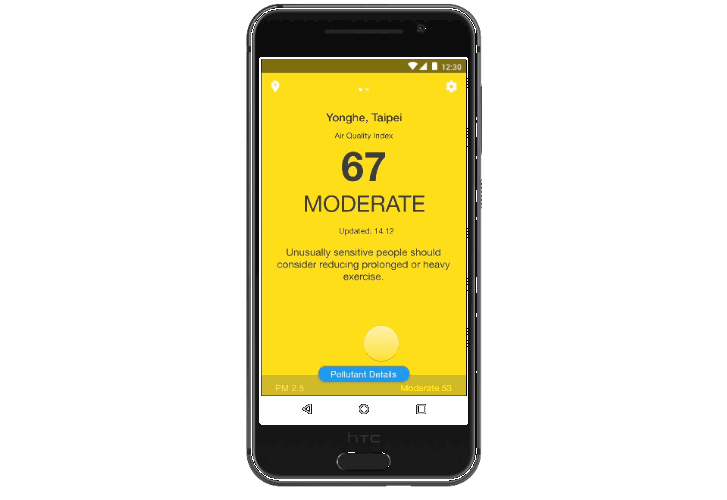 12:30
Yonghe, Taipei
Air Quality Index
67
MODERATE
Updated: 14.12
Unusually sensitive people should
consider reducing prolonged or heavy
exercise.
Pollutant Details
PM 2.5 Moderate 53
hTC